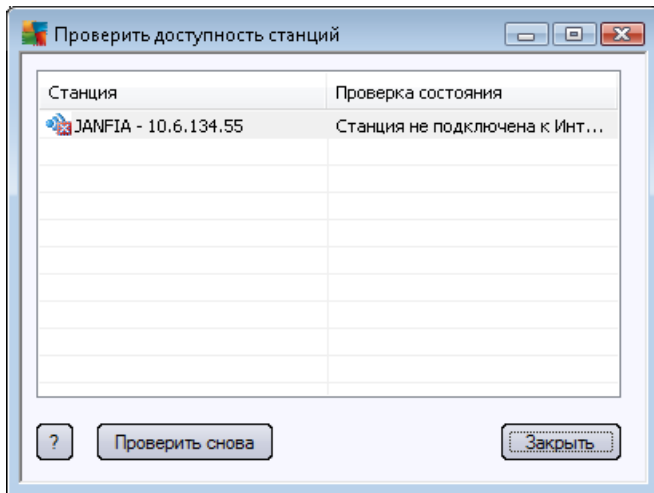 Проверить доступность станций
Станция Проверка состояния
JANFIA - 10.6.134.55 Станция не подключена к Инт...
? Проверить снова Закрыть